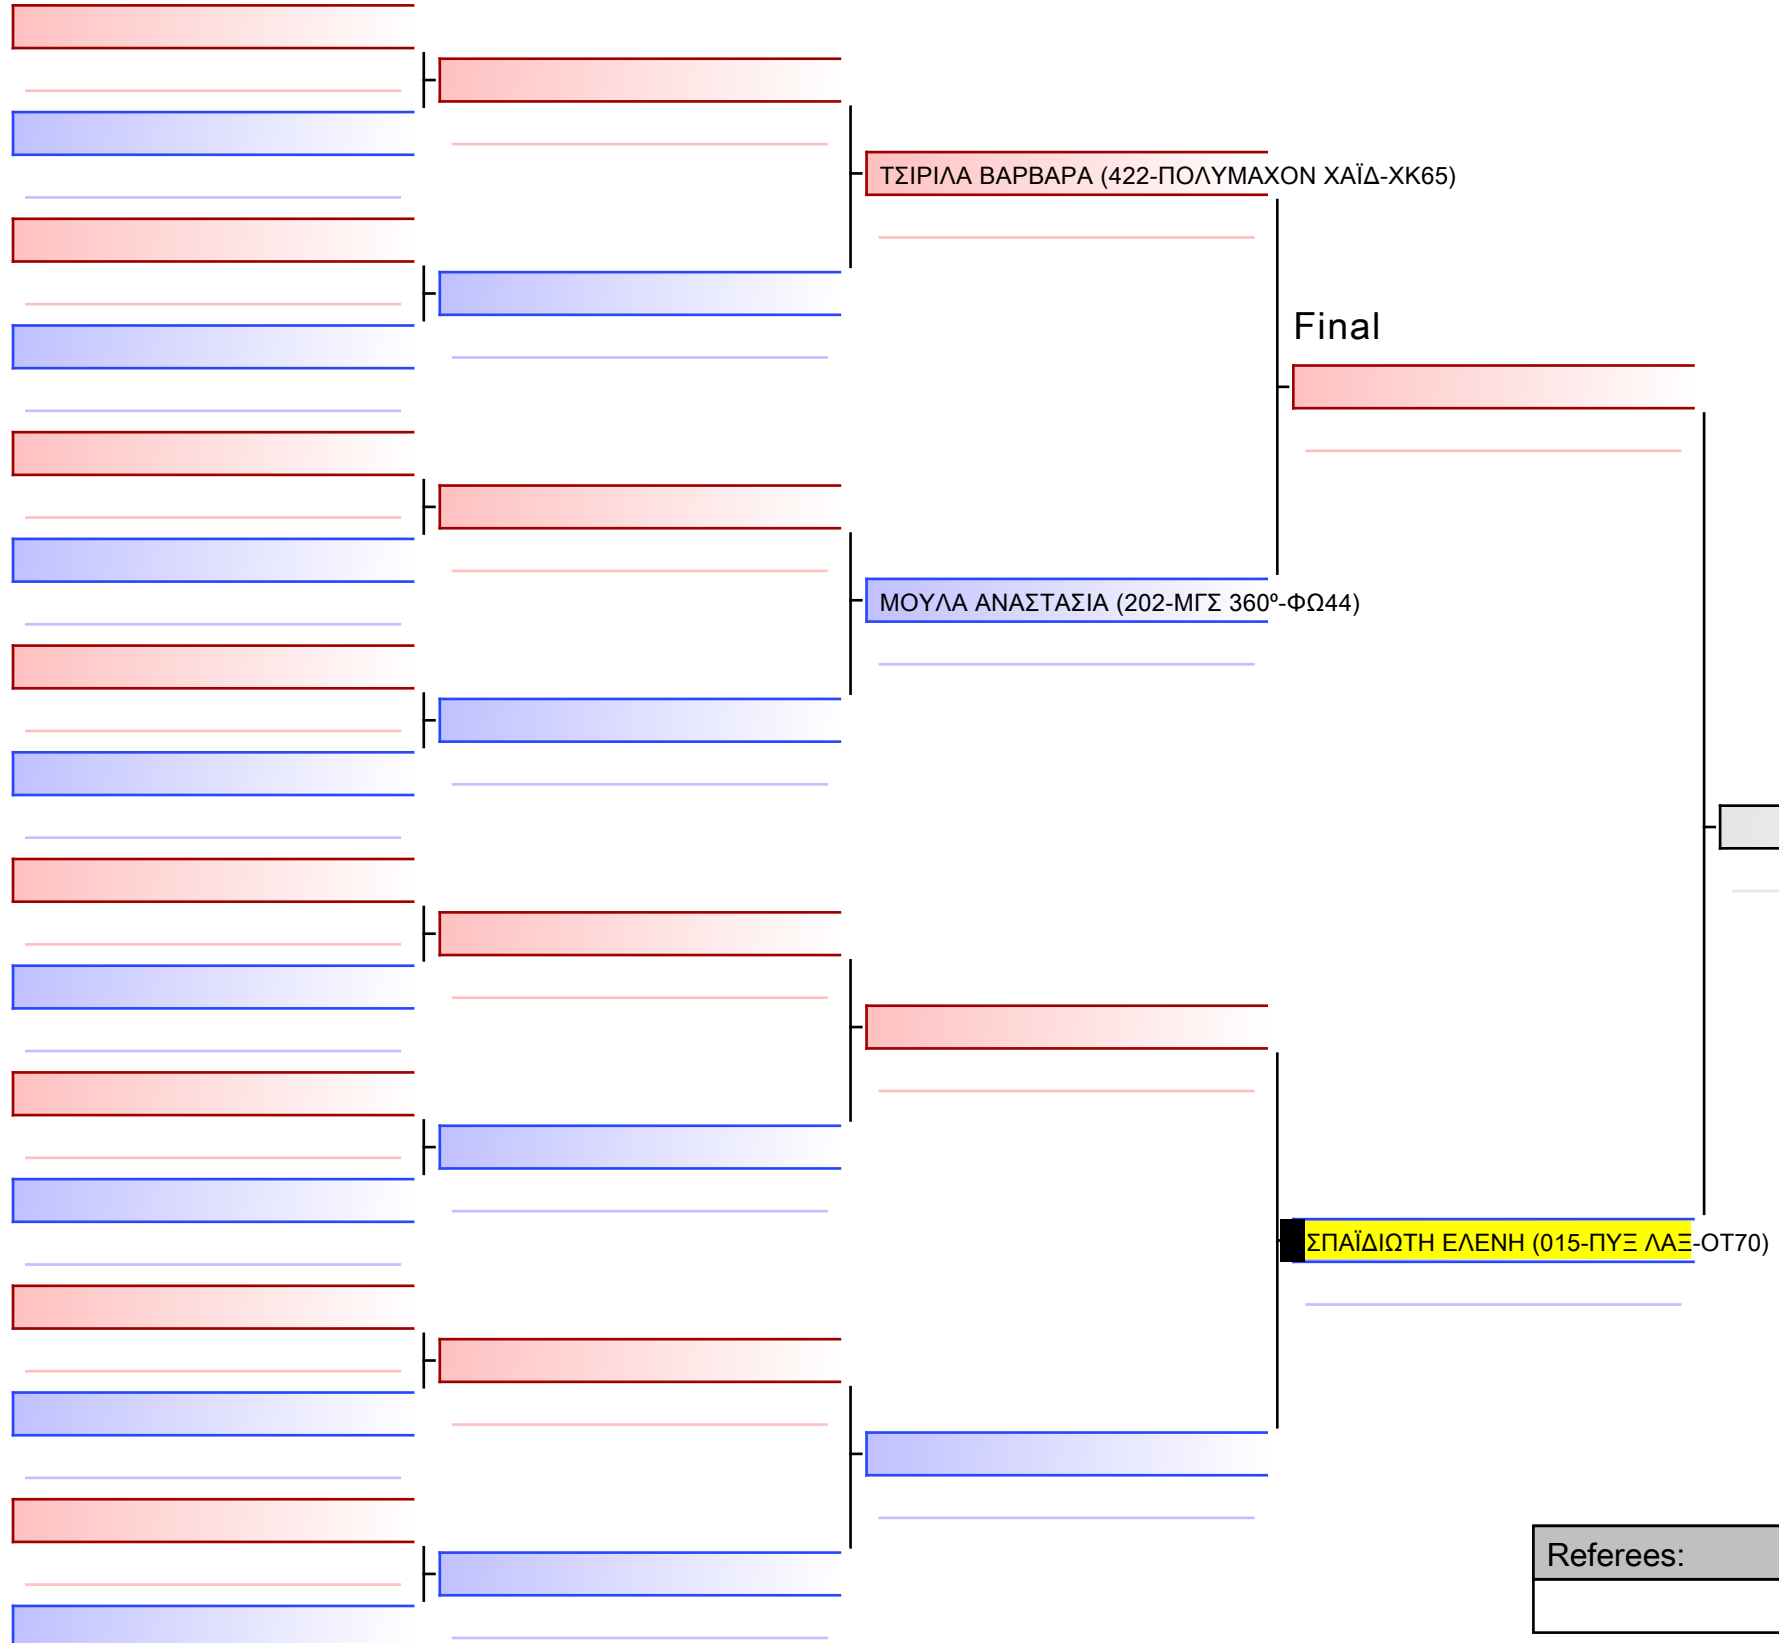 ΤΣΙΡΙΛΑ ΒΑΡΒΑΡΑ (422-ΠΟΛΥΜΑΧΟΝ ΧΑΪΔ-ΧΚ65)
Final
ΜΟΥΛΑ ΑΝΑΣΤΑΣΙΑ (202-ΜΓΣ 360º-ΦΩ44)
ΣΠΑΪΔΙΩΤΗ ΕΛΕΝΗ (015-ΠΥΞ ΛΑΞ-ΟΤ70)
Referees: